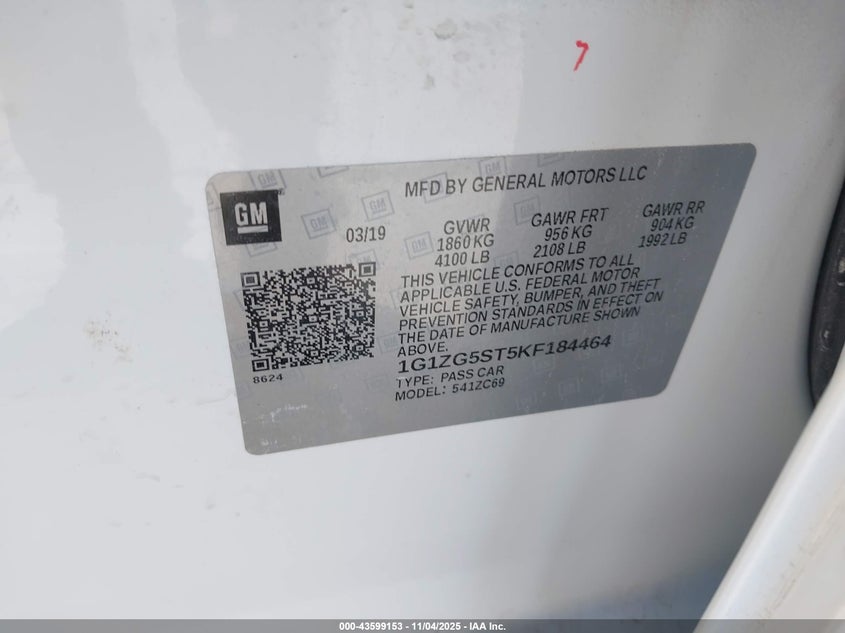 7
MFD BY GENERAL MOTORS LLC
GM
03/19
GVWR
1860 KG
4100 LB
GAWR FRT
956 KG
2108 LB
GAWR RR
904 KG
1992 LB
THIS VEHICLE CONFORMS TO ALL
APPLICABLE U.S. FEDERAL MOTOR
VEHICLE SAFETY, BUMPER, AND THEFT
PREVENTION STANDARDS IN EFFECT ON
THE DATE OF MANUFACTURE SHOWN
ABOVE.
8624
1G1ZG5ST5KF184464
TYPE: PASS CAR
MODEL: 541ZC69
000-43599153 - 11/04/2025 - IAA Inc.